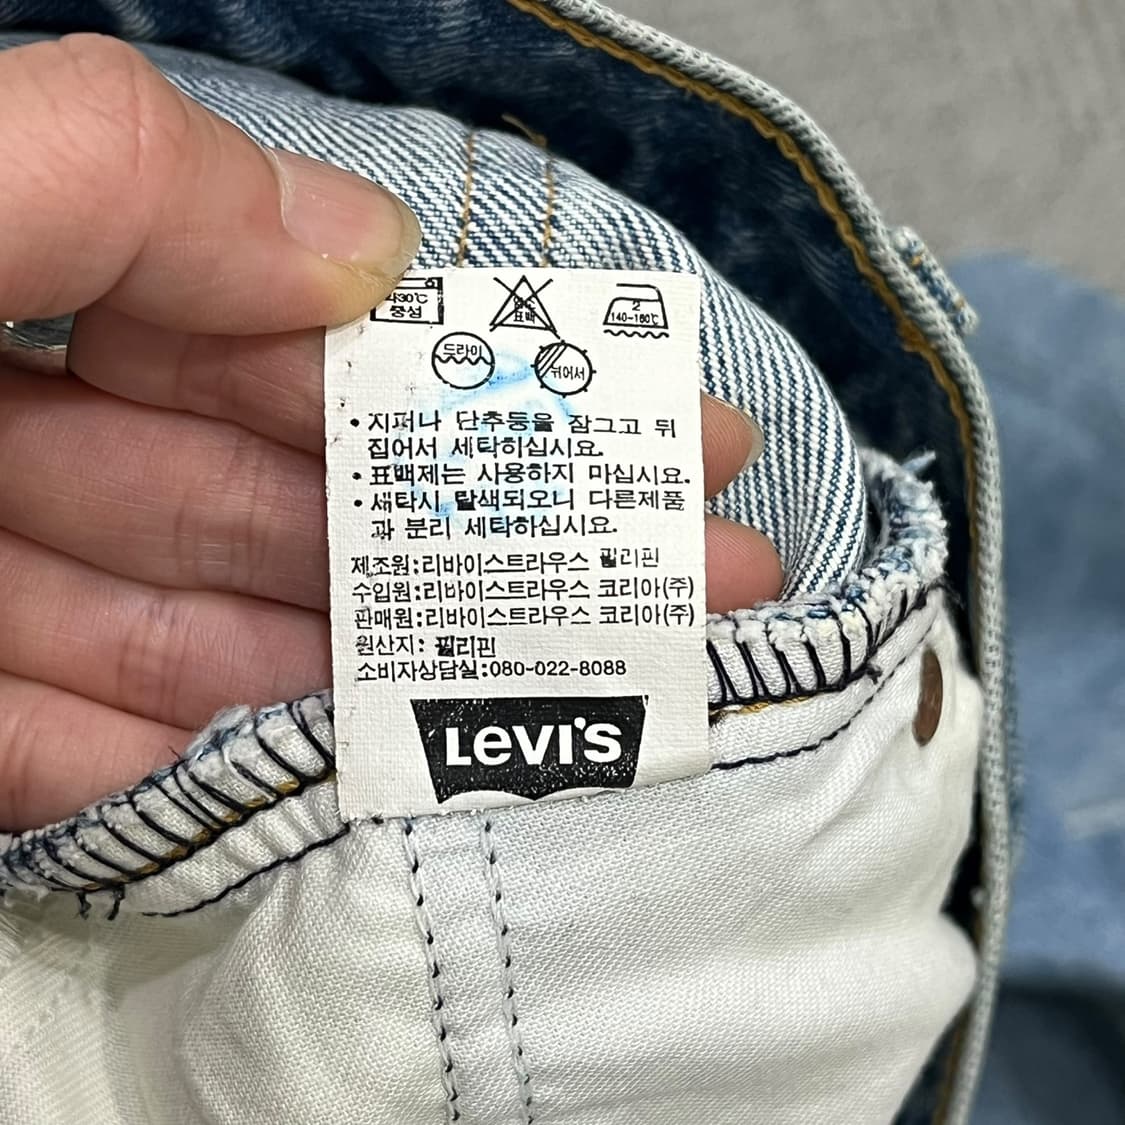 약30℃
중성
표백
2
140~160℃
드라이
뉘어서
• 지퍼나 단추등을 잠그고 뒤
집어서 세탁하십시요.
• 표백제는 사용하지 마십시요.
• 세탁시 탈색되오니 다른제품
과 분리 세탁하십시요.
제조원:리바이스트라우스 필리핀
수입원:리바이스트라우스 코리아(주)
판매원:리바이스트라우스 코리아(주)
원산지: 필리핀
소비자상담실:080-022-8088
LEVI'S